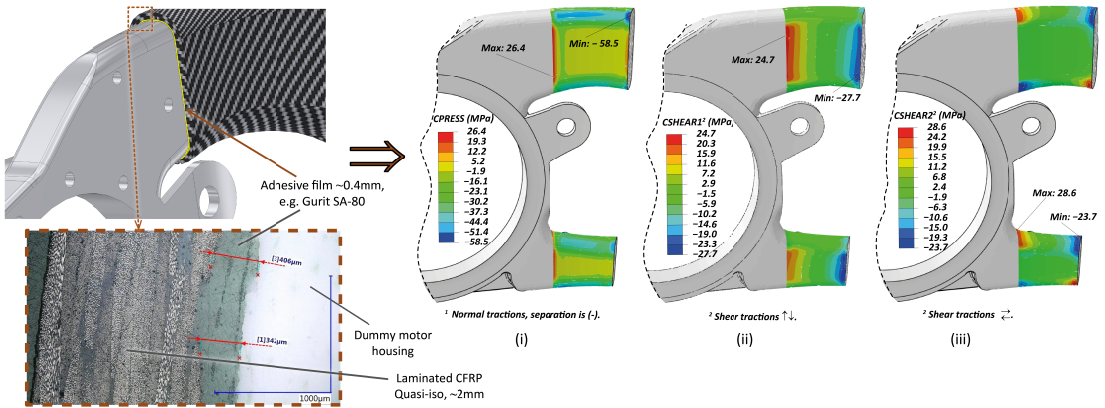 Adhesive film ~0.4mm,
e.g. Gurit SA-80
[:]406µm
1000µm
Dummy motor
housing
Laminated CFRP
Quasi-iso, ~2mm
Max: 26.4
Min: – 58.5
CPRESS (MPa)
26.4
19.3
12.2
5.2
−1.9
−16.1
−23.1
−30.2
−37.3
−44.4
−51.4
−58.5
¹ Normal tractions, separation is (-).
(i)
Max: 24.7
Min: −27.7
CSHEAR1² (MPa)
24.7
20.3
15.9
11.6
7.2
2.9
−1.5
−5.9
−10.2
−14.6
−19.0
−23.3
−27.7
² Sheer tractions ↑↓.
(ii)
CSHEAR2² (MPa)
28.6
24.2
19.9
15.5
11.2
6.8
2.4
−1.9
−6.3
−10.6
−15.0
−19.3
−23.7
Max: 28.6
Min: −23.7
² Shear tractions ⇄.
(iii)